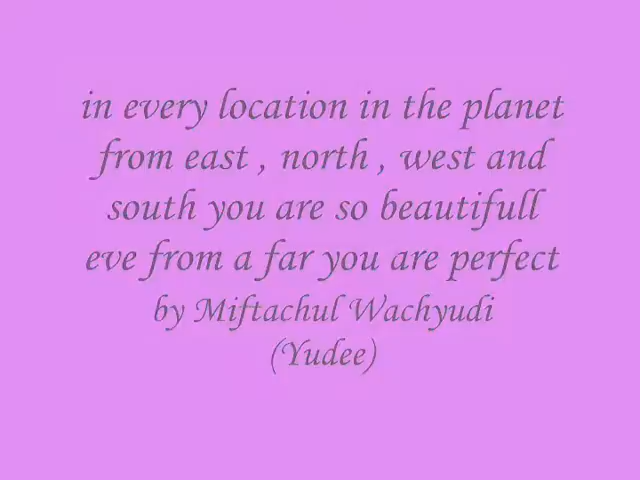 in every location in the planet
from east , north , west and
south you are so beautifull
eve from a far you are perfect
by Miftachul Wachyudi
(Yudee)